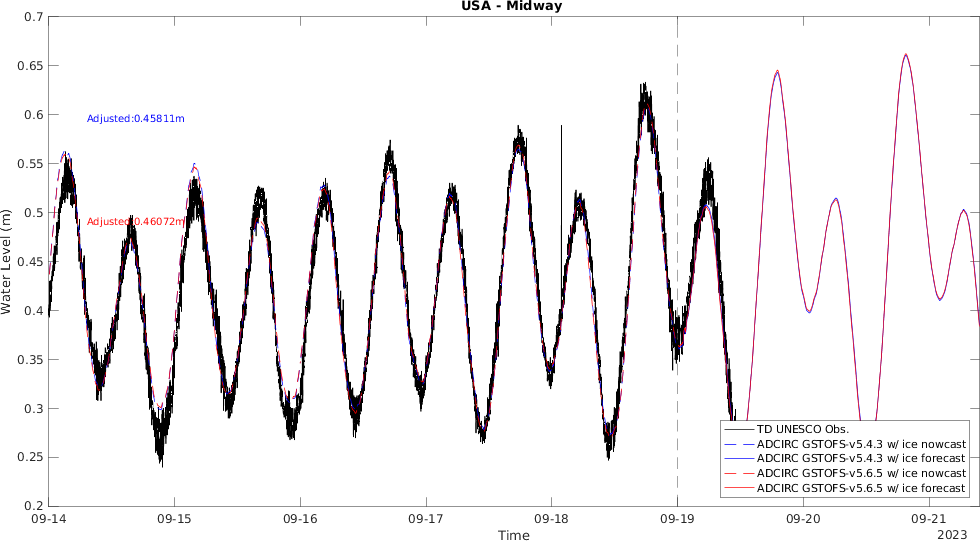 USA - Midway
0.7
0.65
0.6
0.55
0.5
0.45
0.4
0.35
0.3
0.25
0.2
Water Level (m)
Adjusted:0.45811m
Adjusted:0.46072m
TD UNESCO Obs.
ADCIRC GSTOFS-v5.4.3 w/ ice nowcast
ADCIRC GSTOFS-v5.4.3 w/ ice forecast
ADCIRC GSTOFS-v5.6.5 w/ ice nowcast
ADCIRC GSTOFS-v5.6.5 w/ ice forecast
09-14 09-15 09-16 09-17 09-18 09-19 09-20 09-21
Time
2023